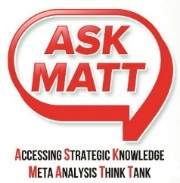 ASK
MATT
ACCESSING STRATEGIC KNOWLEDGE
META ANALYSIS THINK TANK